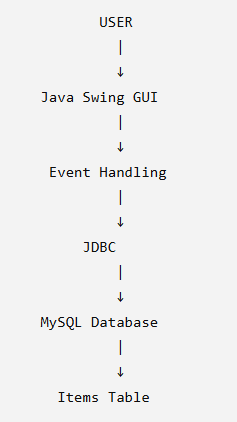 USER
|
↓
Java Swing GUI
|
↓
Event Handling
|
↓
JDBC
|
↓
MySQL Database
|
↓
Items Table